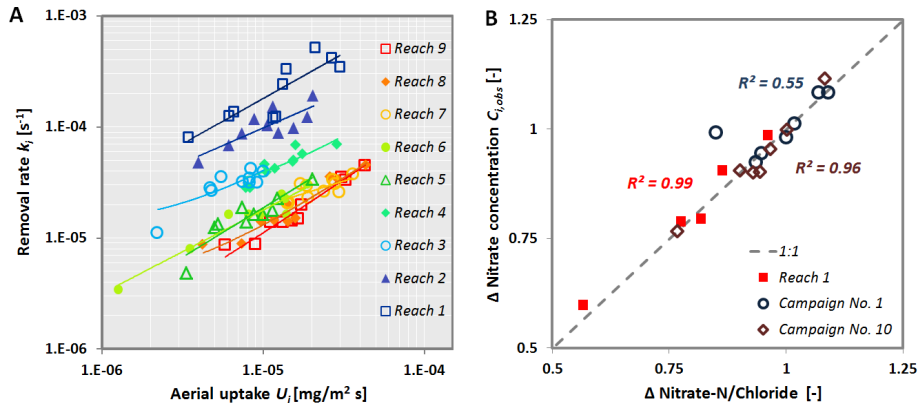 A
1.E-03
1.E-04
1.E-05
1.E-06
Removal rate ki [s-1]
1.E-06
1.E-05
1.E-04
Aerial uptake Ui [mg/m² s]
Reach 9
Reach 8
Reach 7
Reach 6
Reach 5
Reach 4
Reach 3
Reach 2
Reach 1
B
1.25
1
0.75
0.5
Δ Nitrate concentration Ci,obs [-]
0.5
0.75
1
1.25
Δ Nitrate-N/Chloride [-]
R² = 0.55
R² = 0.99
R² = 0.96
1:1
Reach 1
Campaign No. 1
Campaign No. 10